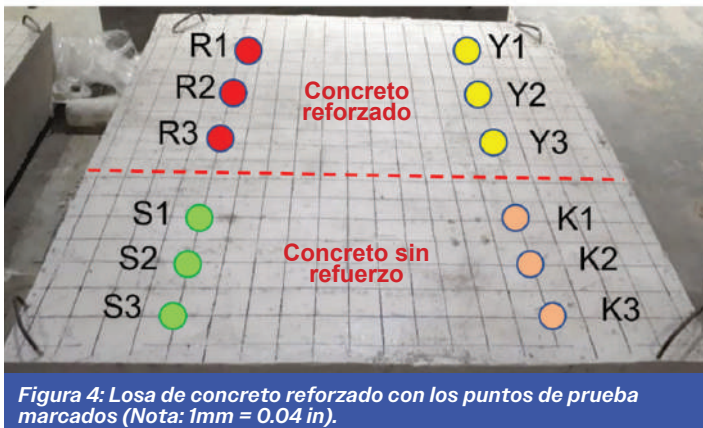 R1 Y1
R2 Concreto Y2
reforzado
R3 Y3
S1 K1
S2 Concreto sin K2
refuerzo
S3 K3
Figura 4: Losa de concreto reforzado con los puntos de prueba
marcados (Nota: 1mm = 0.04 in).